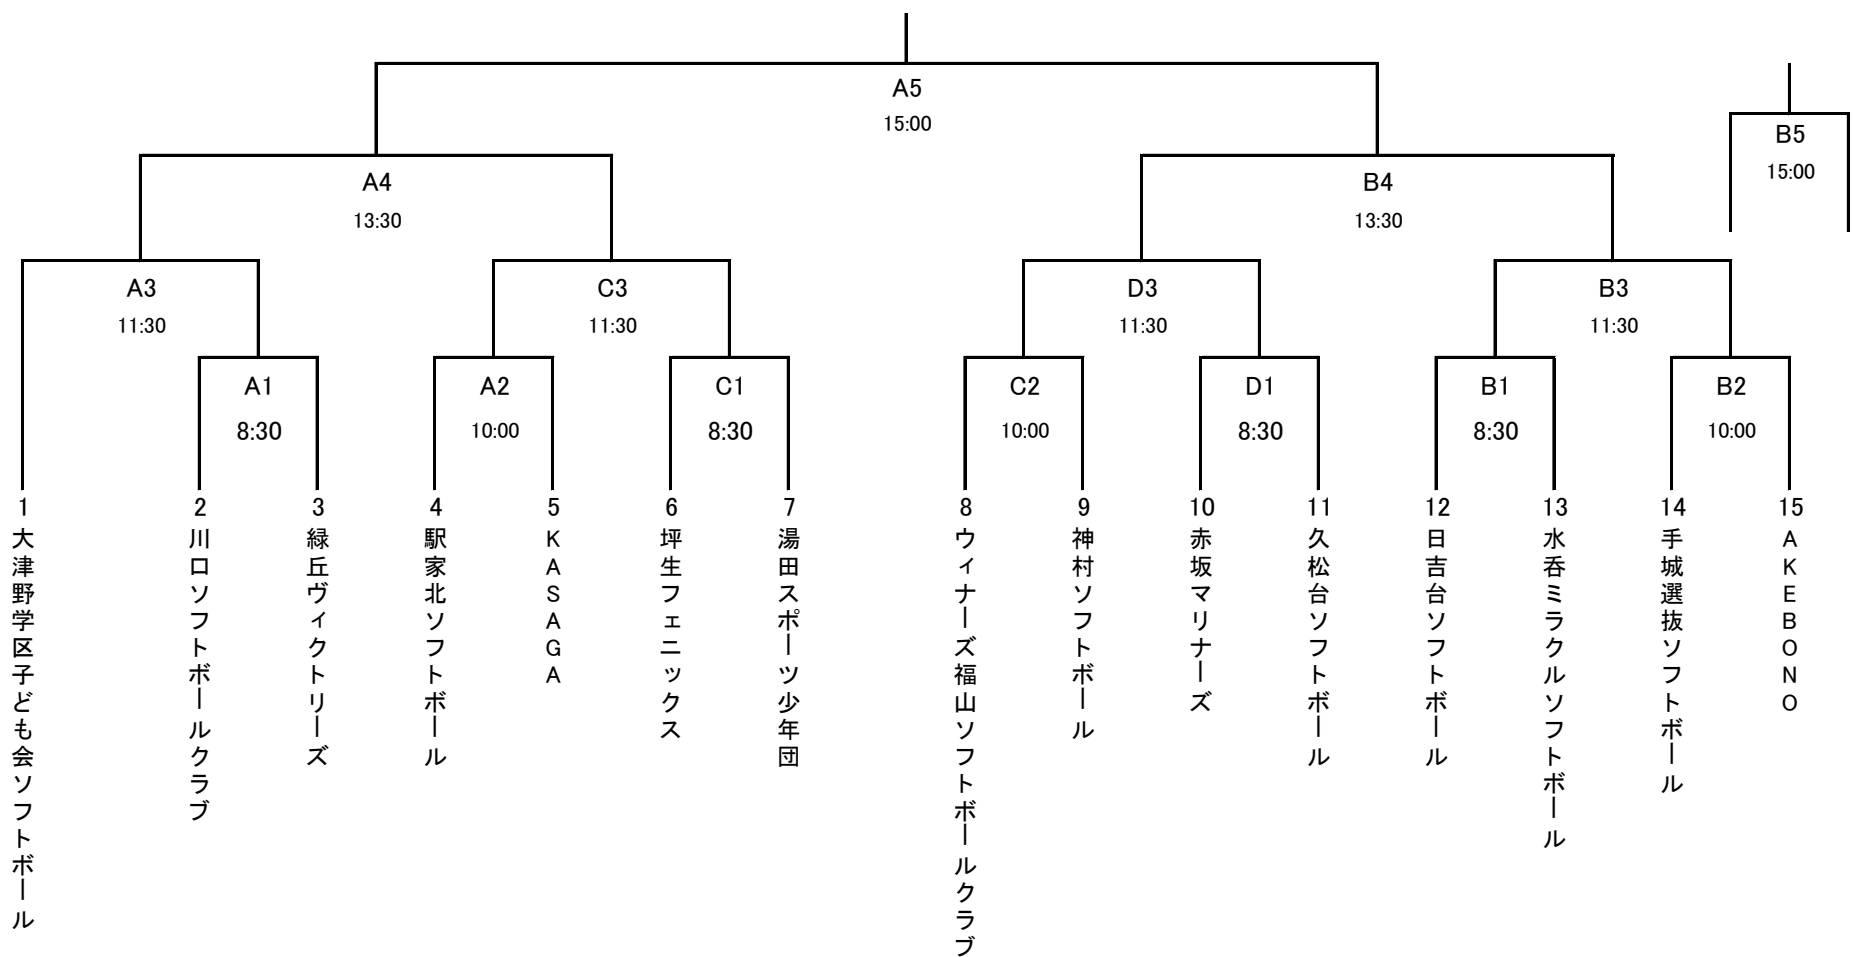 A5
15:00
B5
15:00
A4
13:30
B4
13:30
A3
11:30
C3
11:30
D3
11:30
B3
11:30
A1
8:30
A2
10:00
C1
8:30
C2
10:00
D1
8:30
B1
8:30
B2
10:00
1
大津野学区子ども会ソフトボール
2
川口ソフトボールクラブ
3
緑丘ヴィクトリーズ
4
駅家北ソフトボール
5
KASAGA
6
坪生フェニックス
7
湯田スポーツ少年団
8
ウィナーズ福山ソフトボールクラブ
9
神村ソフトボール
10
赤坂マリナーズ
11
久松台ソフトボール
12
日吉台ソフトボール
13
水呑ミラクルソフトボール
14
手城選抜ソフトボール
15
AKEBONO